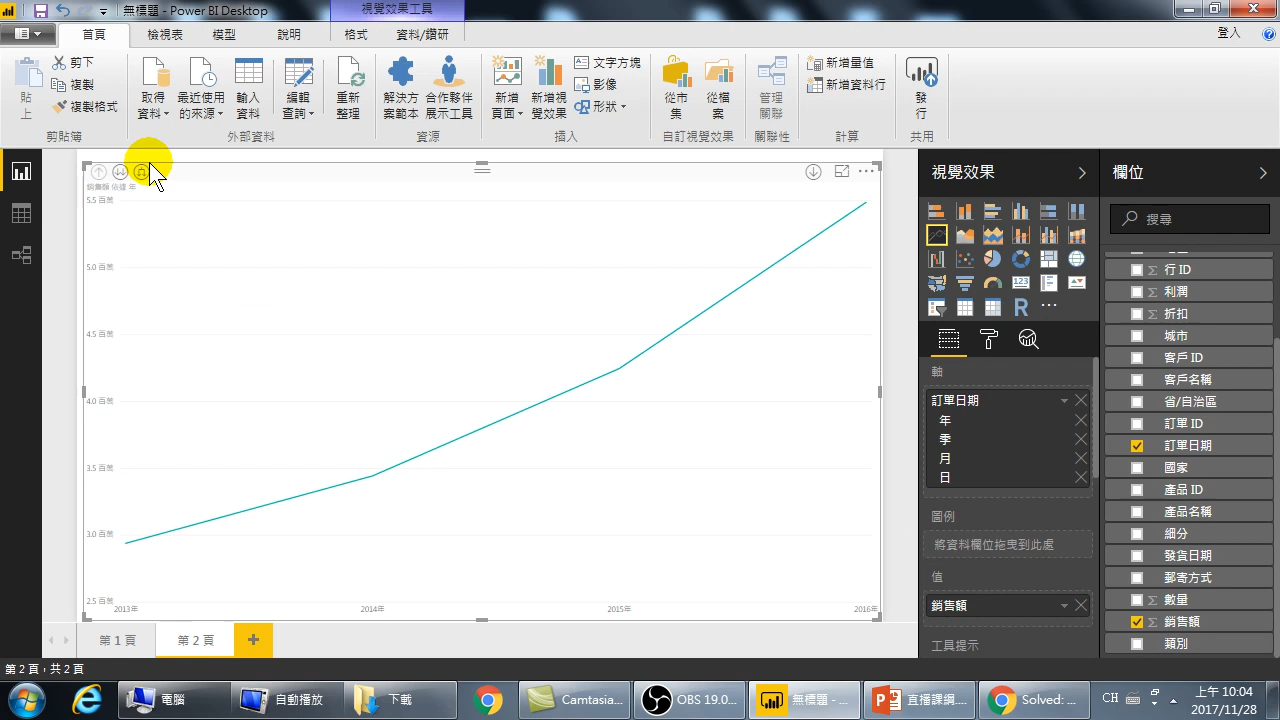 無標題 - Power BI Desktop
視覺效果工具
首頁
檢視表
模型
說明
格式
資料/鑽研
登入
貼上
剪下
複製
複製格式
取得資料
最近使用的來源
輸入資料
編輯查詢
重新整理
解決方案範本
合作夥伴展示工具
新增頁面
新增視覺效果
文字方塊
影像
形狀
從市集
從檔案
管理關聯
新增量值
新增資料行
發行
剪貼簿
外部資料
資源
插入
自訂視覺效果
關聯性
計算
共用
銷售額 依據 年
5.5 百萬
5.0 百萬
4.5 百萬
4.0 百萬
3.5 百萬
3.0 百萬
2.5 百萬
2013年
2014年
2015年
2016年
視覺效果
123
R
軸
訂單日期
年
季
月
日
圖例
將資料欄位拖曳到此處
值
銷售額
工具提示
欄位
搜尋
行 ID
利潤
折扣
城市
客戶 ID
客戶名稱
省/自治區
訂單 ID
訂單日期
國家
產品 ID
產品名稱
細分
發貨日期
郵寄方式
數量
銷售額
類別
第 1 頁
第 2 頁
第 2 頁，共 2 頁
電腦
自動播放
下載
Camtasia...
OBS 19.0...
無標題 - ...
直播課綱....
Solved: ...
CH
上午 10:04
2017/11/28